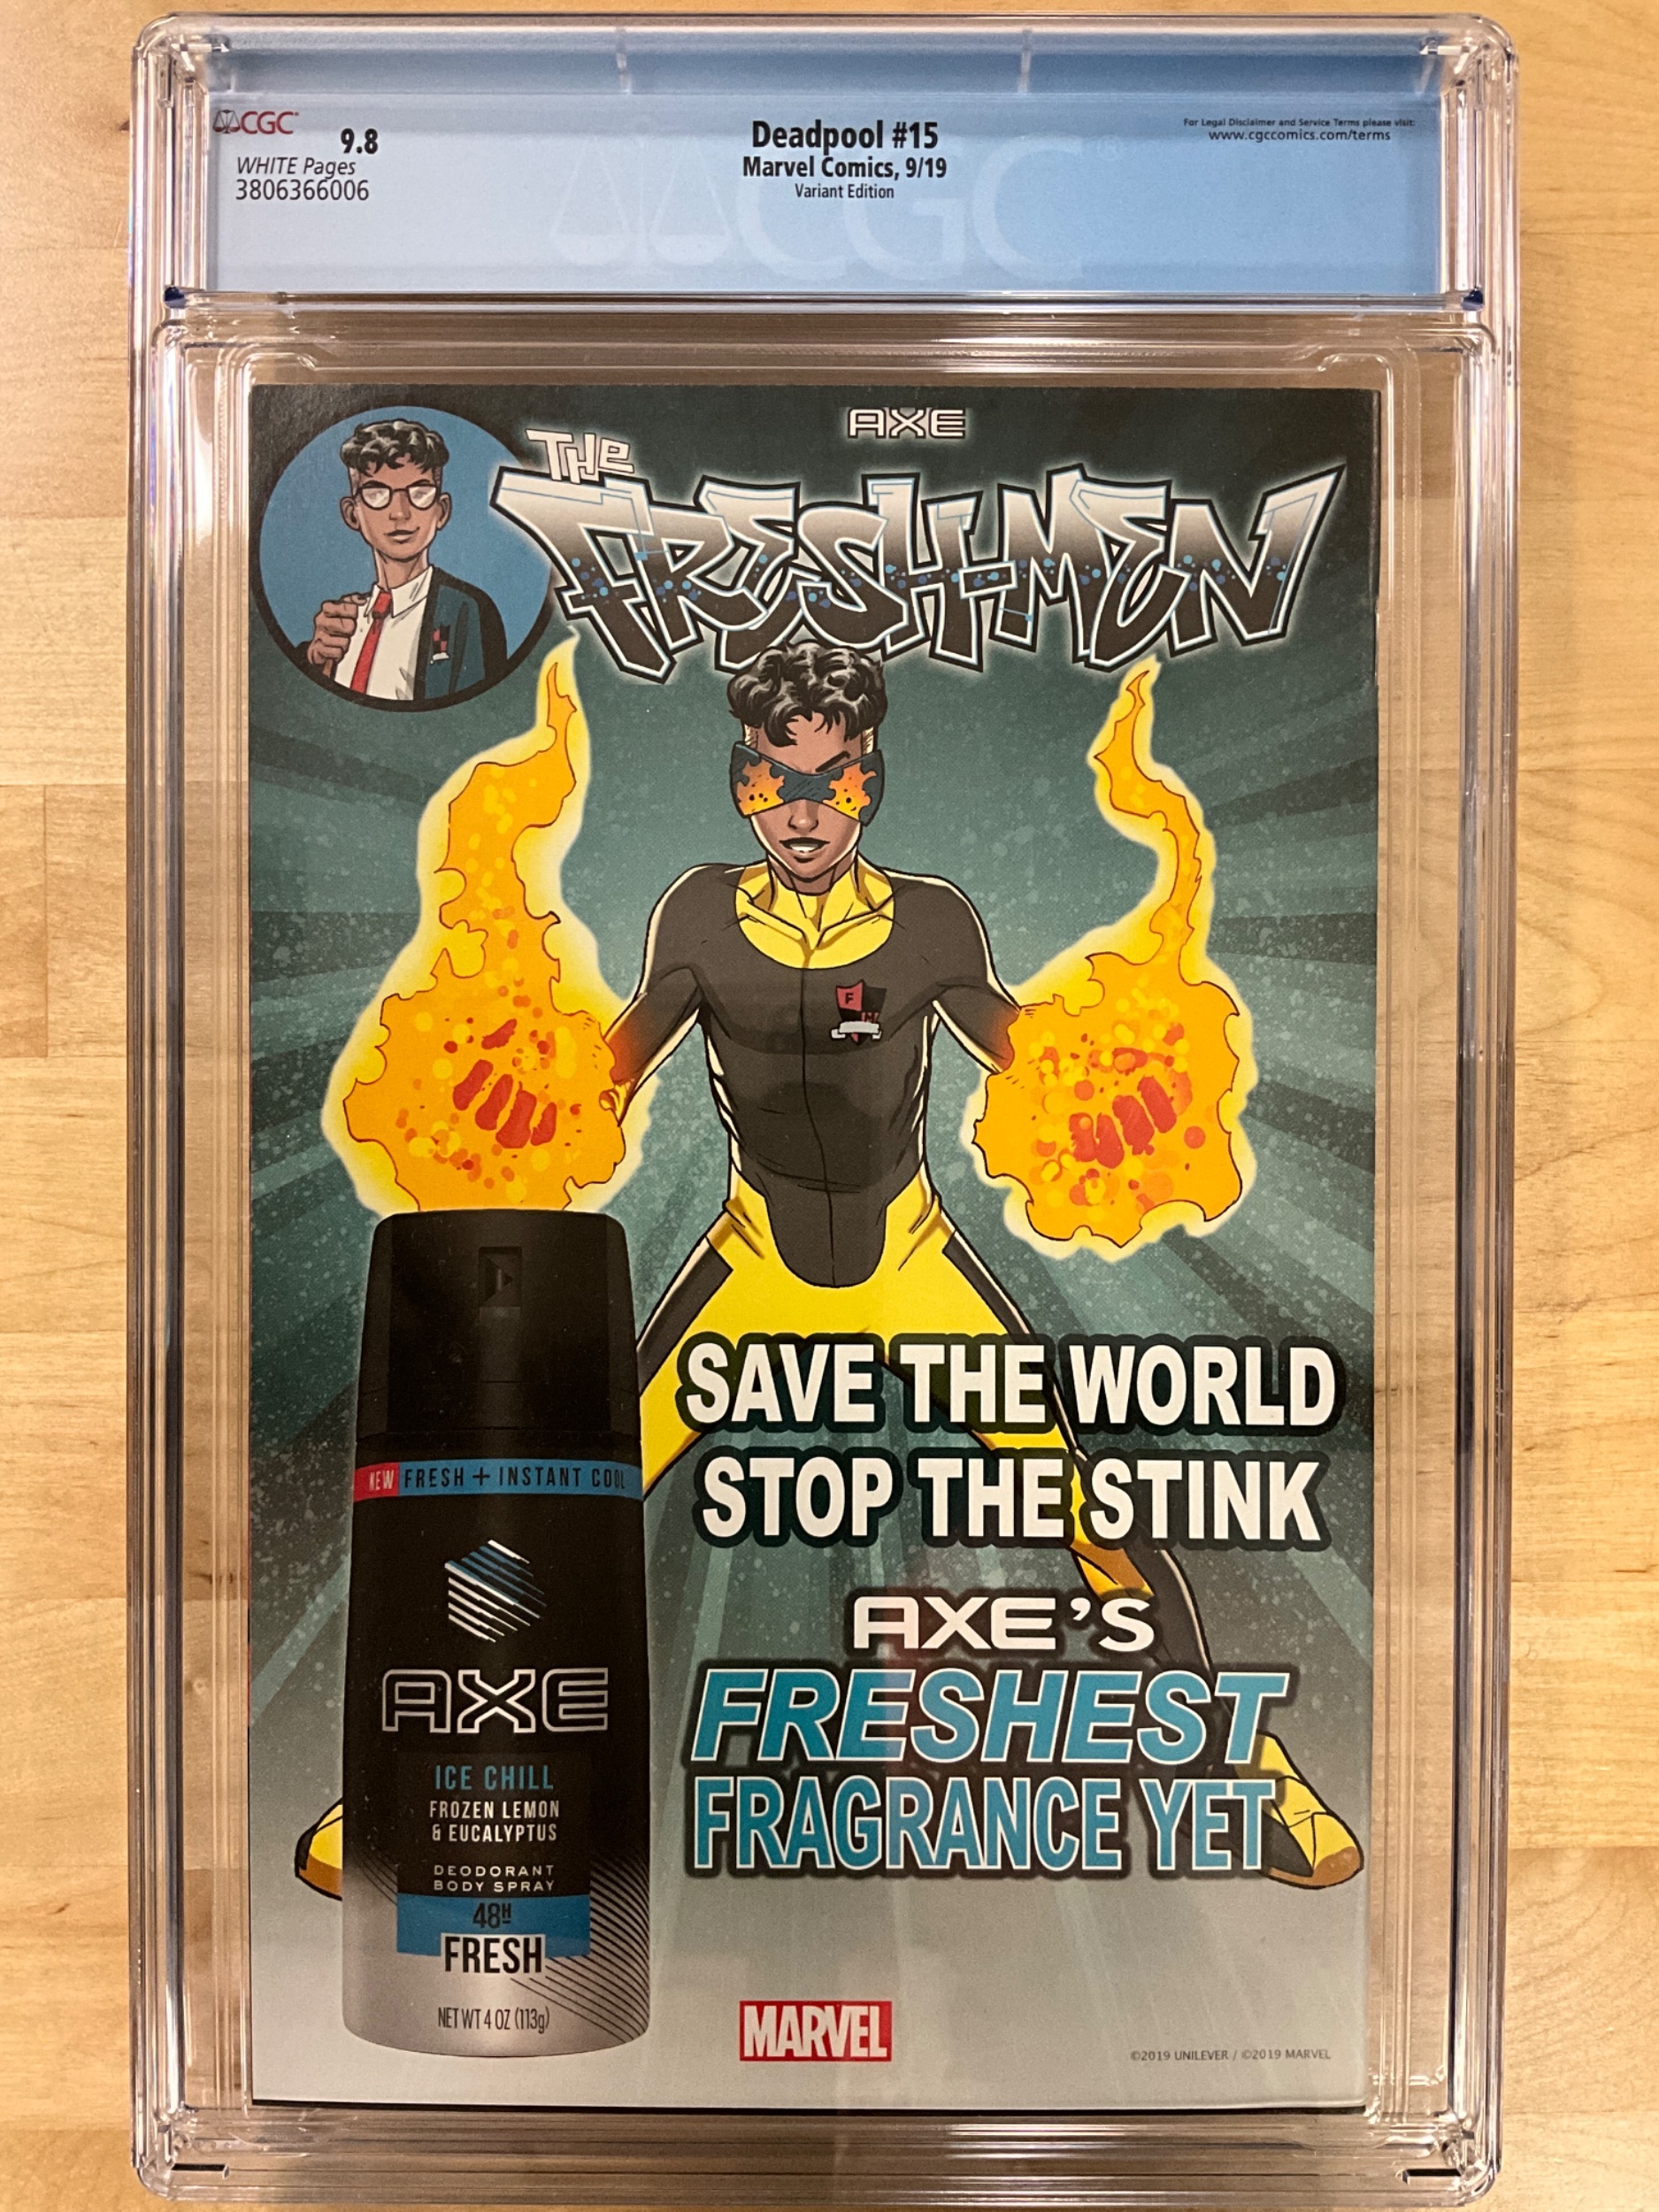 CGC
9.8
WHITE Pages
3806366006
Deadpool #15
Marvel Comics, 9/19
Variant Edition
For Legal Disclaimer and Service Terms please visit:
www.cgccomics.com/terms
CGC
AXE
THE
FRESH-MEN
F
M
SAVE THE WORLD
STOP THE STINK
AXE'S
FRESHEST
FRAGRANCE YET
NEW FRESH + INSTANT COOL
AXE
ICE CHILL
FROZEN LEMON
& EUCALYPTUS
DEODORANT
BODY SPRAY
48H
FRESH
NET WT 4 OZ (113g)
MARVEL
©2019 UNILEVER / ©2019 MARVEL